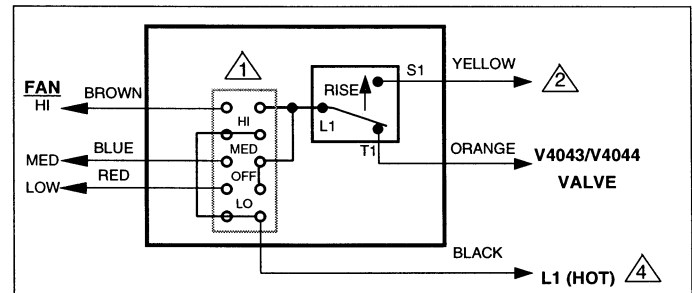 FAN
HI
BROWN
MED
BLUE
LOW
RED
1
HI
MED
OFF
LO
RISE
L1
S1
T1
YELLOW
2
ORANGE
V4043/V4044
VALVE
BLACK
L1 (HOT)
4